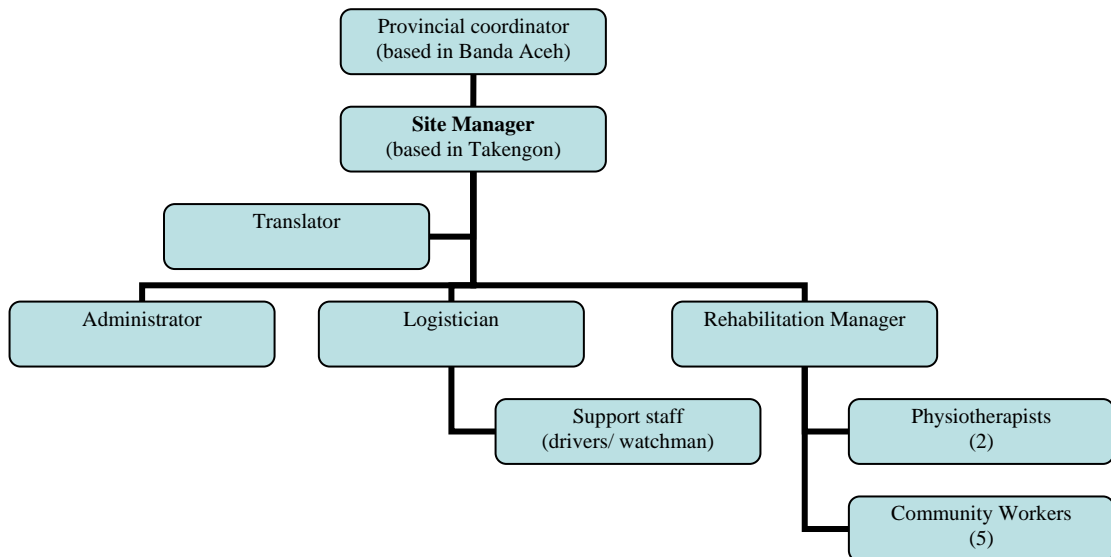 Provincial coordinator
(based in Banda Aceh)
Site Manager
(based in Takengon)
Translator
Administrator
Logistician
Rehabilitation Manager
Support staff
(drivers/ watchman)
Physiotherapists
(2)
Community Workers
(5)